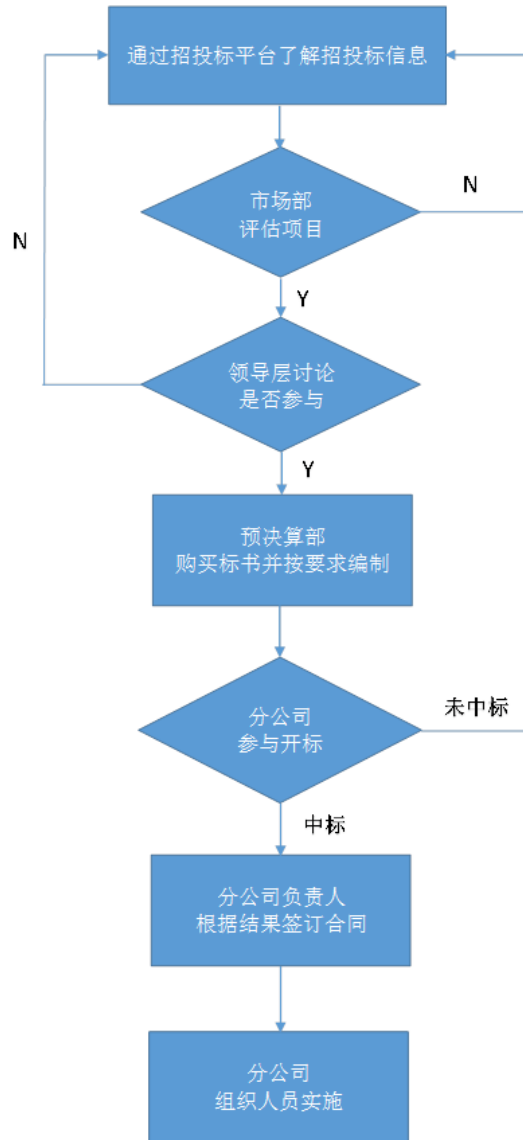 通过招投标平台了解招投标信息
市场部
评估项目
N
N
Y
领导层讨论
是否参与
Y
预决算部
购买标书并按要求编制
分公司
参与开标
未中标
中标
分公司负责人
根据结果签订合同
分公司
组织人员实施